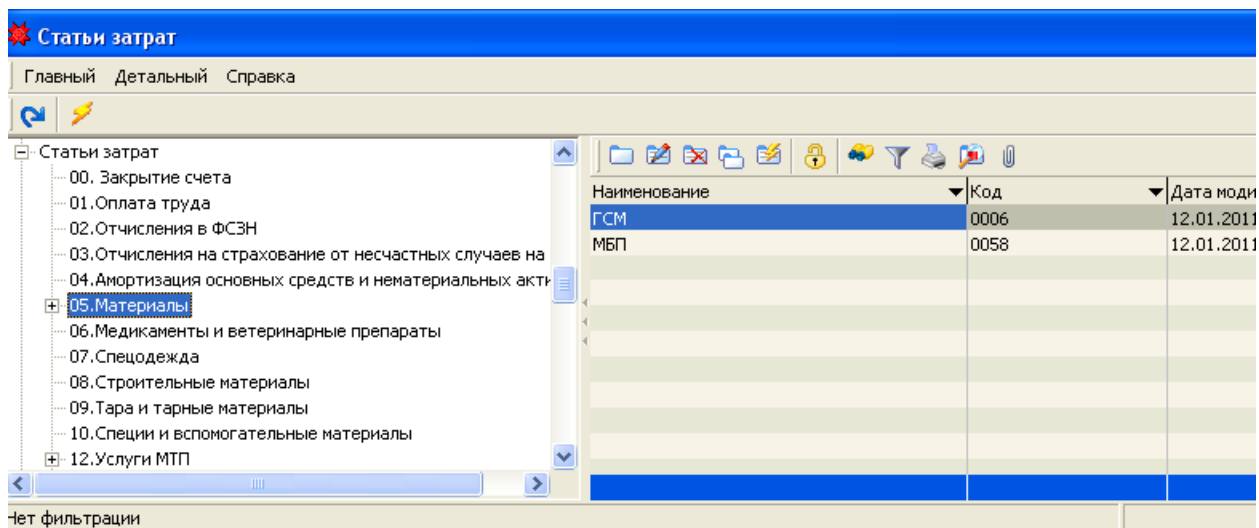 Статьи затрат
Главный Детальный Справка
Статьи затрат
00. Закрытие счета
01.Оплата труда
02.Отчисления в ФСЗН
03.Отчисления на страхование от несчастных случаев на
04.Амортизация основных средств и нематериальных акти
05.Материалы
06.Медикаменты и ветеринарные препараты
07.Спецодежда
08.Строительные материалы
09.Тара и тарные материалы
10.Специи и вспомогательные материалы
12.Услуги МТП
Наименование Код Дата моди
ГСМ 0006 12.01.2011
МБП 0058 12.01.2011
Нет фильтрации